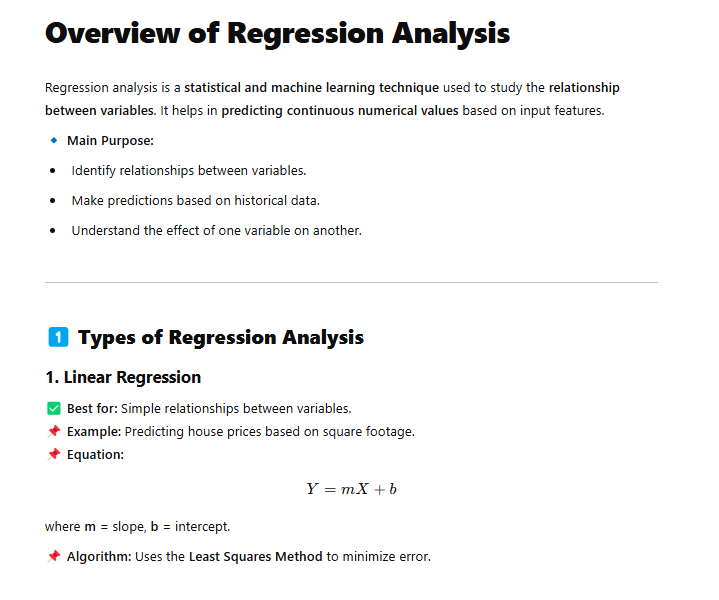 Overview of Regression Analysis
Regression analysis is a statistical and machine learning technique used to study the relationship
between variables. It helps in predicting continuous numerical values based on input features.
🔹 Main Purpose:
• Identify relationships between variables.
• Make predictions based on historical data.
• Understand the effect of one variable on another.
1️⃣ Types of Regression Analysis
1. Linear Regression
✅ Best for: Simple relationships between variables.
📌 Example: Predicting house prices based on square footage.
📌 Equation:
Y = mX + b
where m = slope, b = intercept.
📌 Algorithm: Uses the Least Squares Method to minimize error.